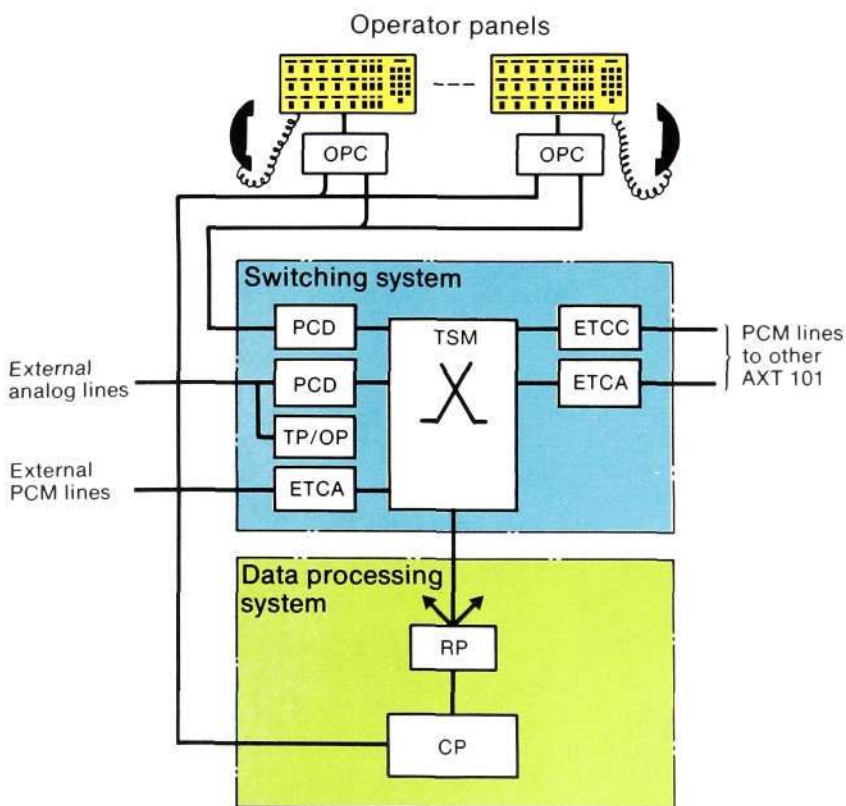 Operator panels
OPC
OPC
Switching system
PCD
TSM
ETCC
PCM lines
to other
AXT 101
External
analog lines
PCD
ETCA
TP/OP
External
PCM lines
ETCA
Data processing
system
RP
CP